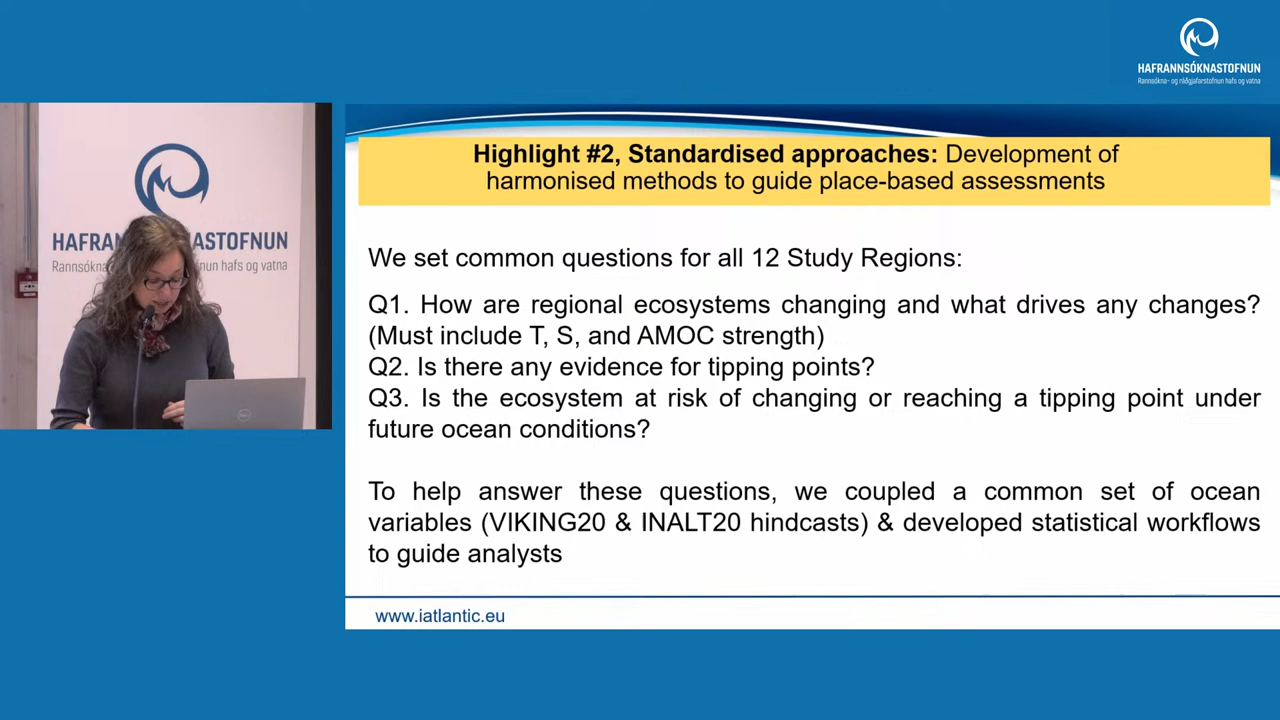 HAFRANNSÓKNASTOFNUN
Rannsókna- og ráðgjafarstofnun hafs og vatna
HAFRAN NASTOFNUN
Rannsókna nun hafs og vatna
Highlight #2, Standardised approaches: Development of
harmonised methods to guide place-based assessments
We set common questions for all 12 Study Regions:
Q1. How are regional ecosystems changing and what drives any changes?
(Must include T, S, and AMOC strength)
Q2. Is there any evidence for tipping points?
Q3. Is the ecosystem at risk of changing or reaching a tipping point under
future ocean conditions?
To help answer these questions, we coupled a common set of ocean
variables (VIKING20 & INALT20 hindcasts) & developed statistical workflows
to guide analysts
www.iatlantic.eu
DELL